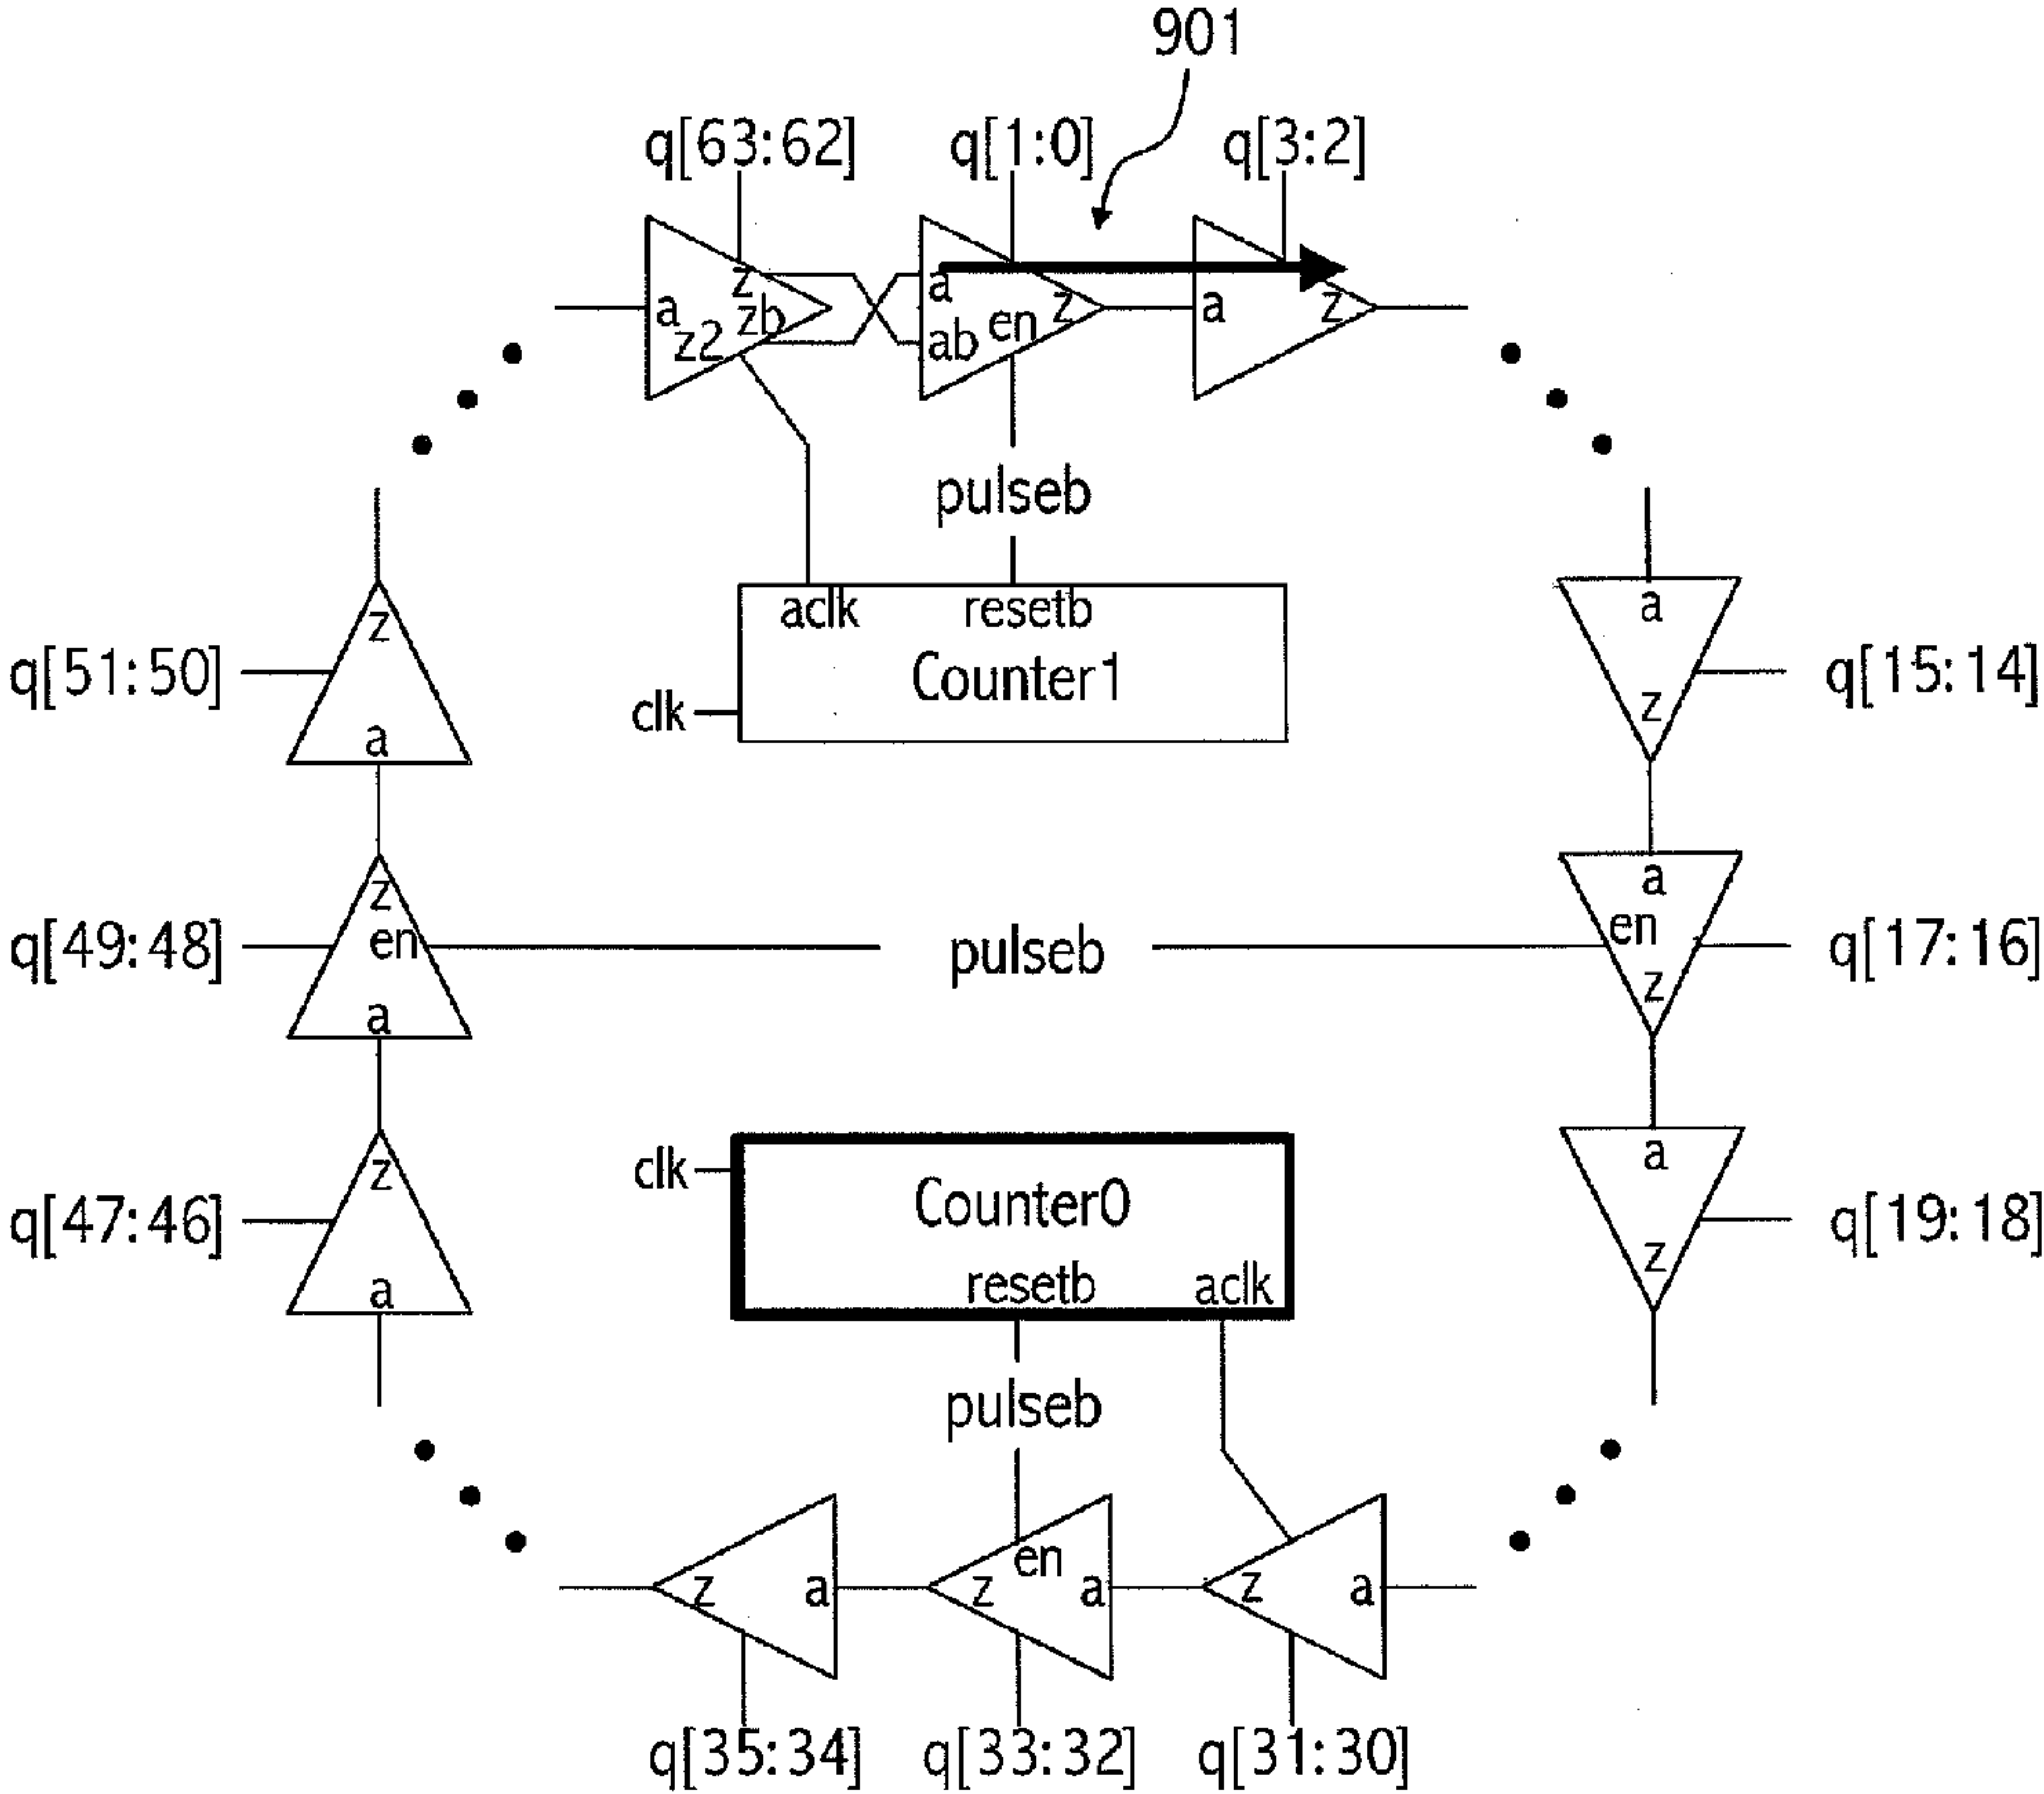 901
q[63:62] q[1:0] q[3:2]
z a z
a zb en z a z
z2 ab
pulseb
z aclk resetb a
q[51:50] Counter1 q[15:14]
a clk z
z a
q[49:48] en pulseb en q[17:16]
a z
z clk a
q[47:46] Counter0 q[19:18]
a resetb aclk z
pulseb
en
z a z a z a
q[35:34] q[33:32] q[31:30]